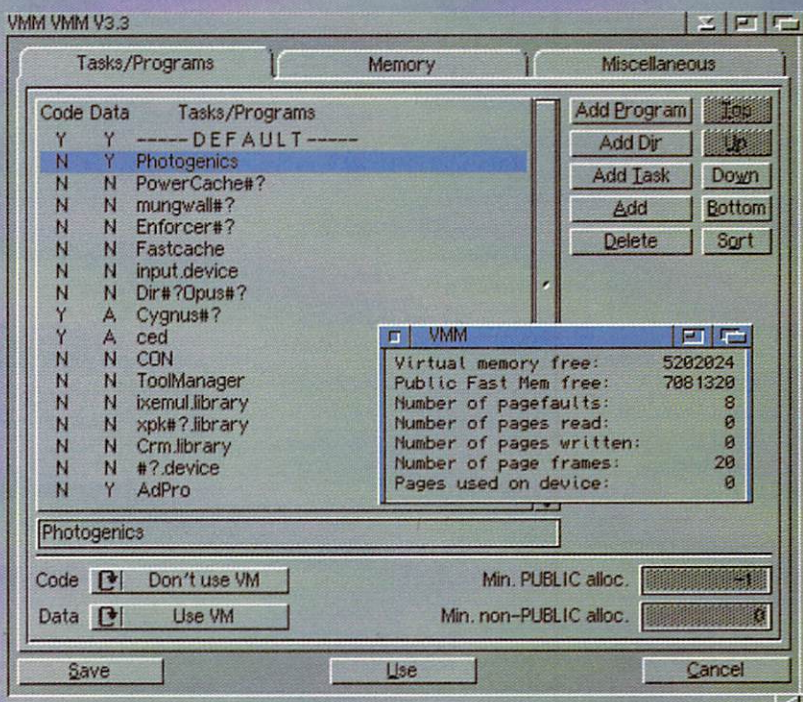 VMM VMM V3.3
Tasks/Programs
Memory
Miscellaneous
Code Data Tasks/Programs
Y Y -----DEFAULT-----
N Y Photogenics
N N PowerCache#?
N N mungwall#?
N N Enforcer#?
N N Fastcache
N N input.device
N N Dir#?Opus#?
Y A Cygnus#?
Y A ced
N N CON
N N ToolManager
N N ixemul.library
N N xpk#?.library
N N Crm.library
N N #?.device
N Y AdPro
Photogenics
Add Program
Top
Add Dir
Up
Add Task
Down
Add
Bottom
Delete
Sort
VMM
Virtual memory free: 5202024
Public Fast Mem free: 7081320
Number of pagefaults: 8
Number of pages read: 0
Number of pages written: 0
Number of page frames: 20
Pages used on device: 0
Code Don't use VM
Min. PUBLIC alloc. -1
Data Use VM
Min. non-PUBLIC alloc. 0
Save
Use
Cancel